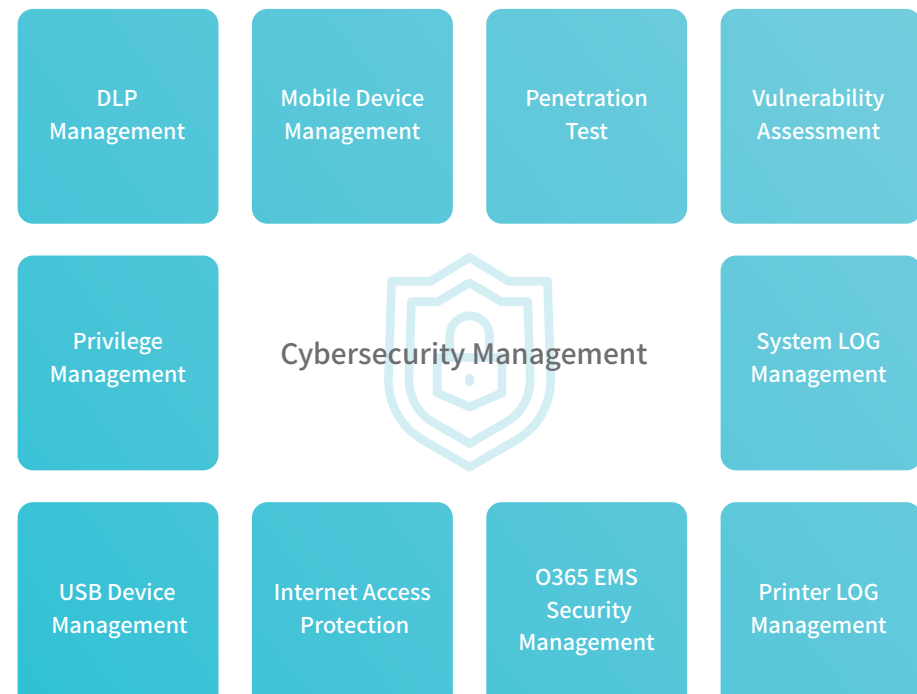 DLP
Management
Mobile Device
Management
Penetration
Test
Vulnerability
Assessment
Privilege
Management
Cybersecurity Management
System LOG
Management
USB Device
Management
Internet Access
Protection
O365 EMS
Security
Management
Printer LOG
Management